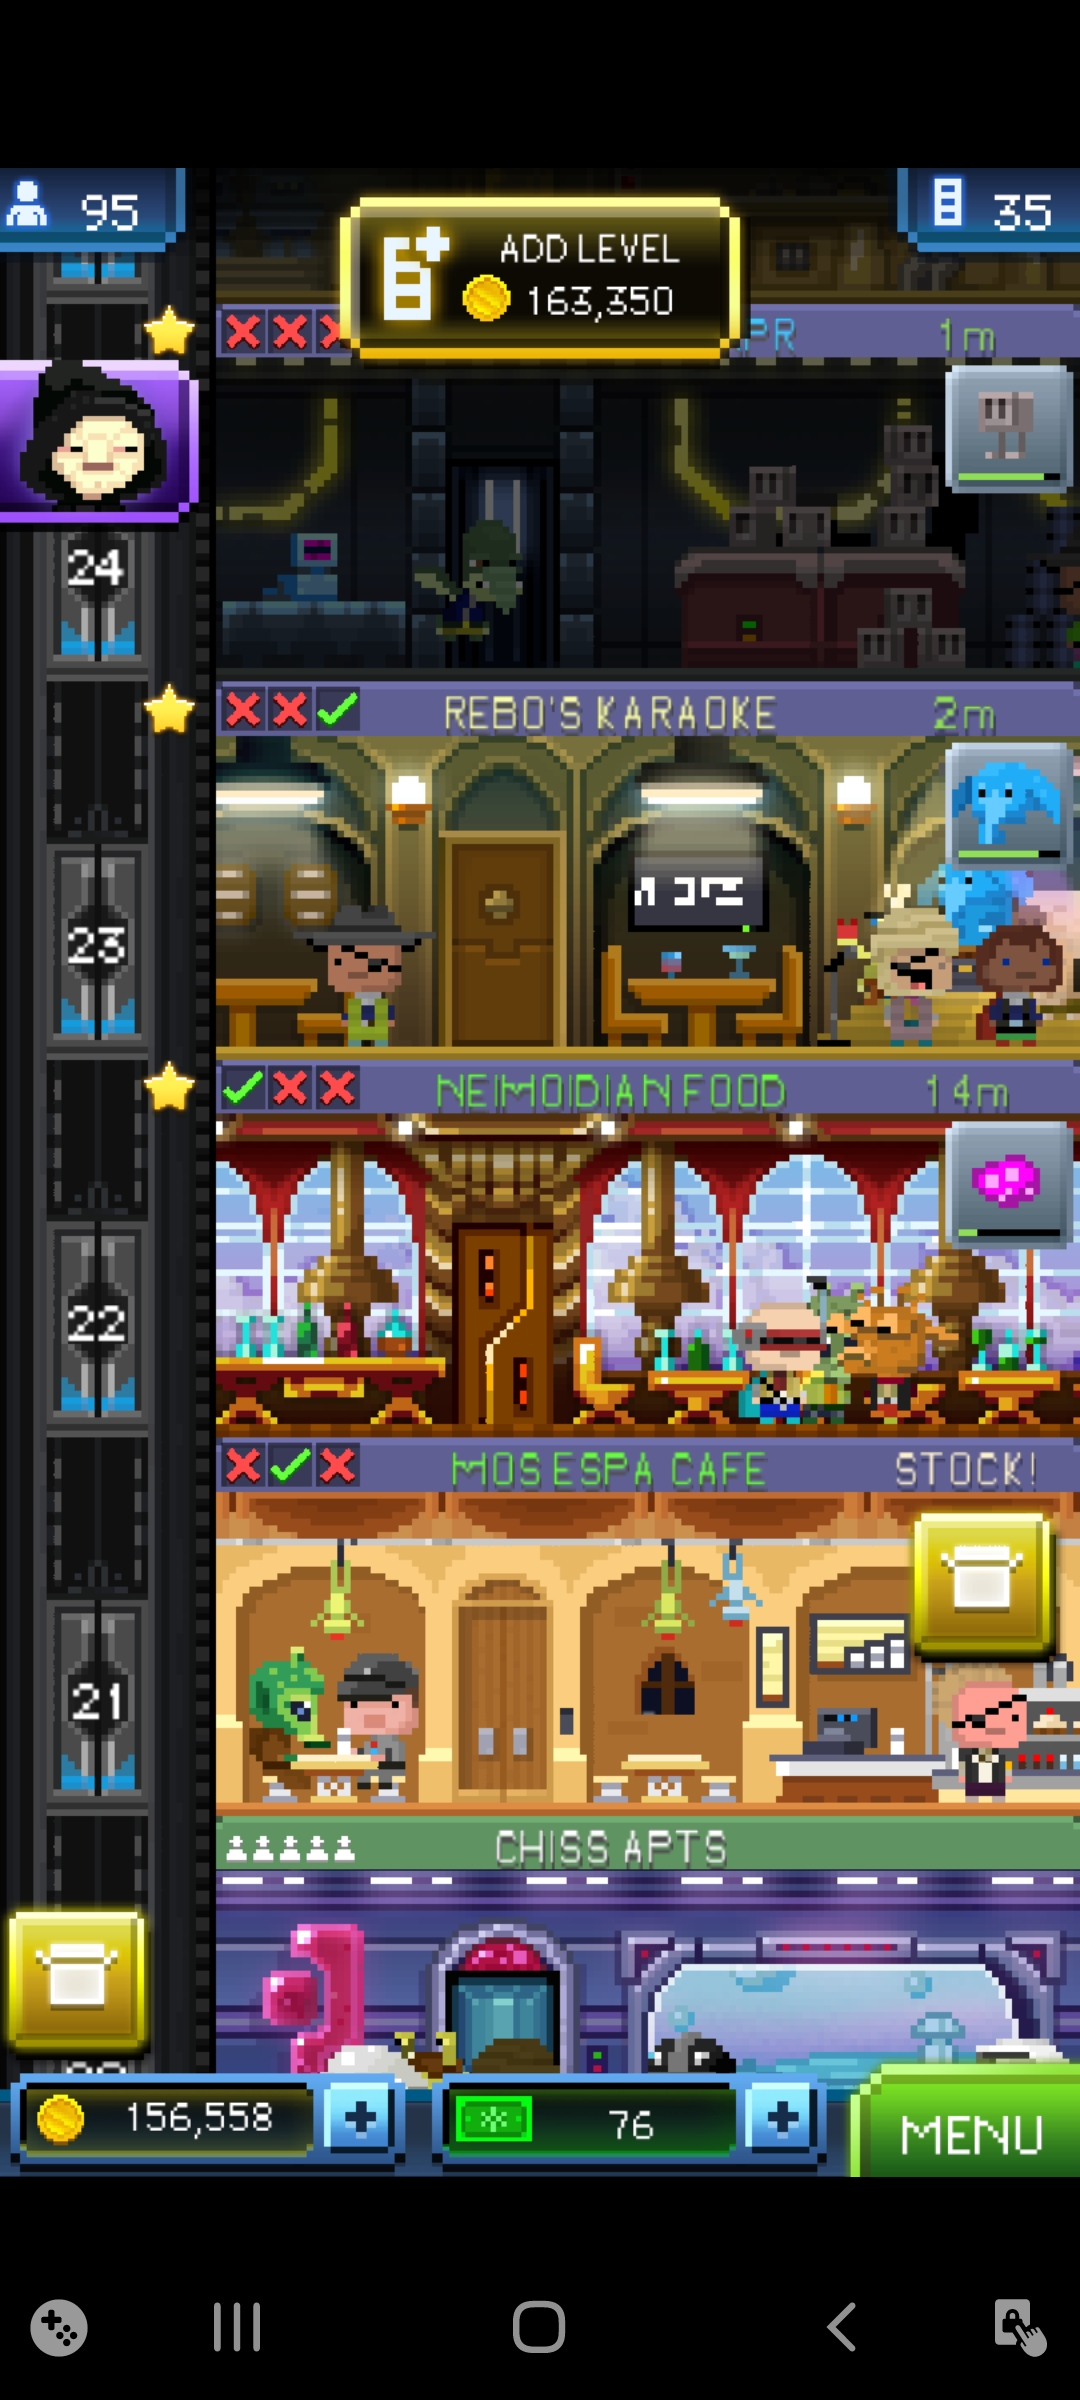 95
ADD LEVEL
163,350
35
PR 1m
24
REBO'S KARAOKE 2m
23
NEIMOIDIAN FOOD 14m
22
MOS ESPA CAFE STOCK!
21
CHISS APTS
156,558
76
MENU